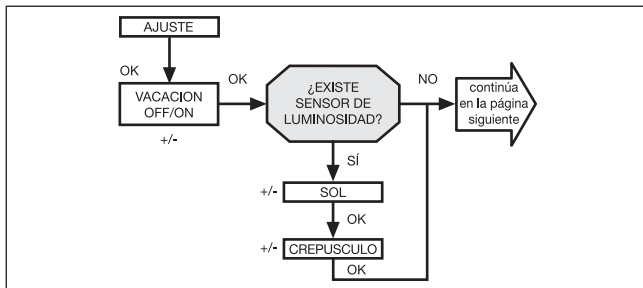 AJUSTE
OK
VACACION
OFF/ON
+/-
OK
¿EXISTE
SENSOR DE
LUMINOSIDAD?
NO
continúa
en la página
siguiente
SÍ
+/-
SOL
OK
+/-
CREPUSCULO
OK